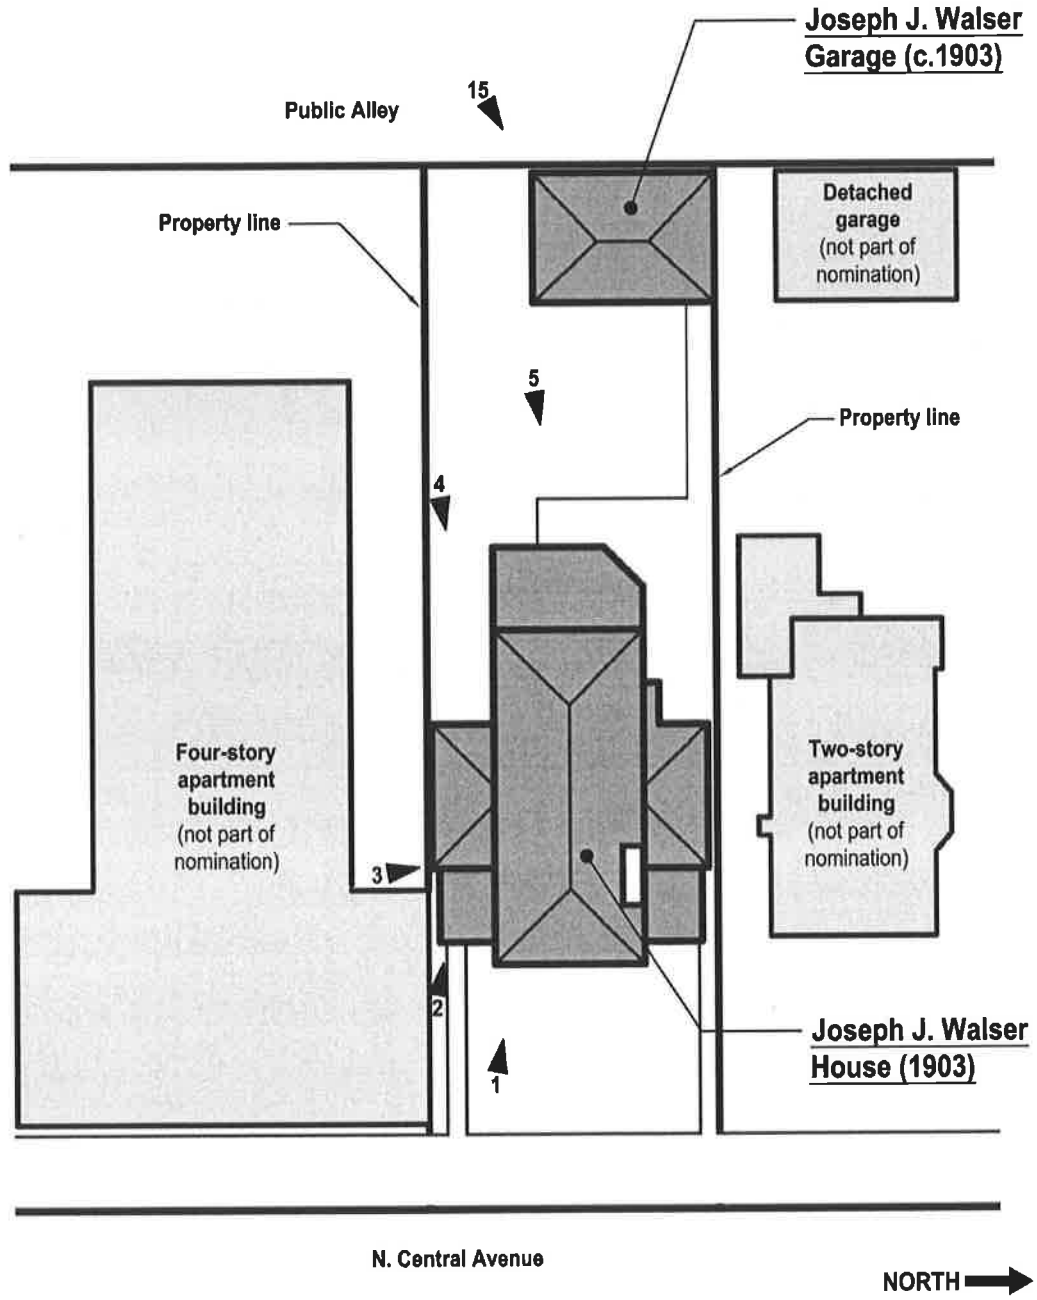 Joseph J. Walser
Garage (c.1903)
15
Public Alley
Detached
garage
(not part of
nomination)
Property line
5
Property line
4
Four-story
apartment
building
(not part of
nomination)
Two-story
apartment
building
(not part of
nomination)
3
2
Joseph J. Walser
House (1903)
1
N. Central Avenue
NORTH